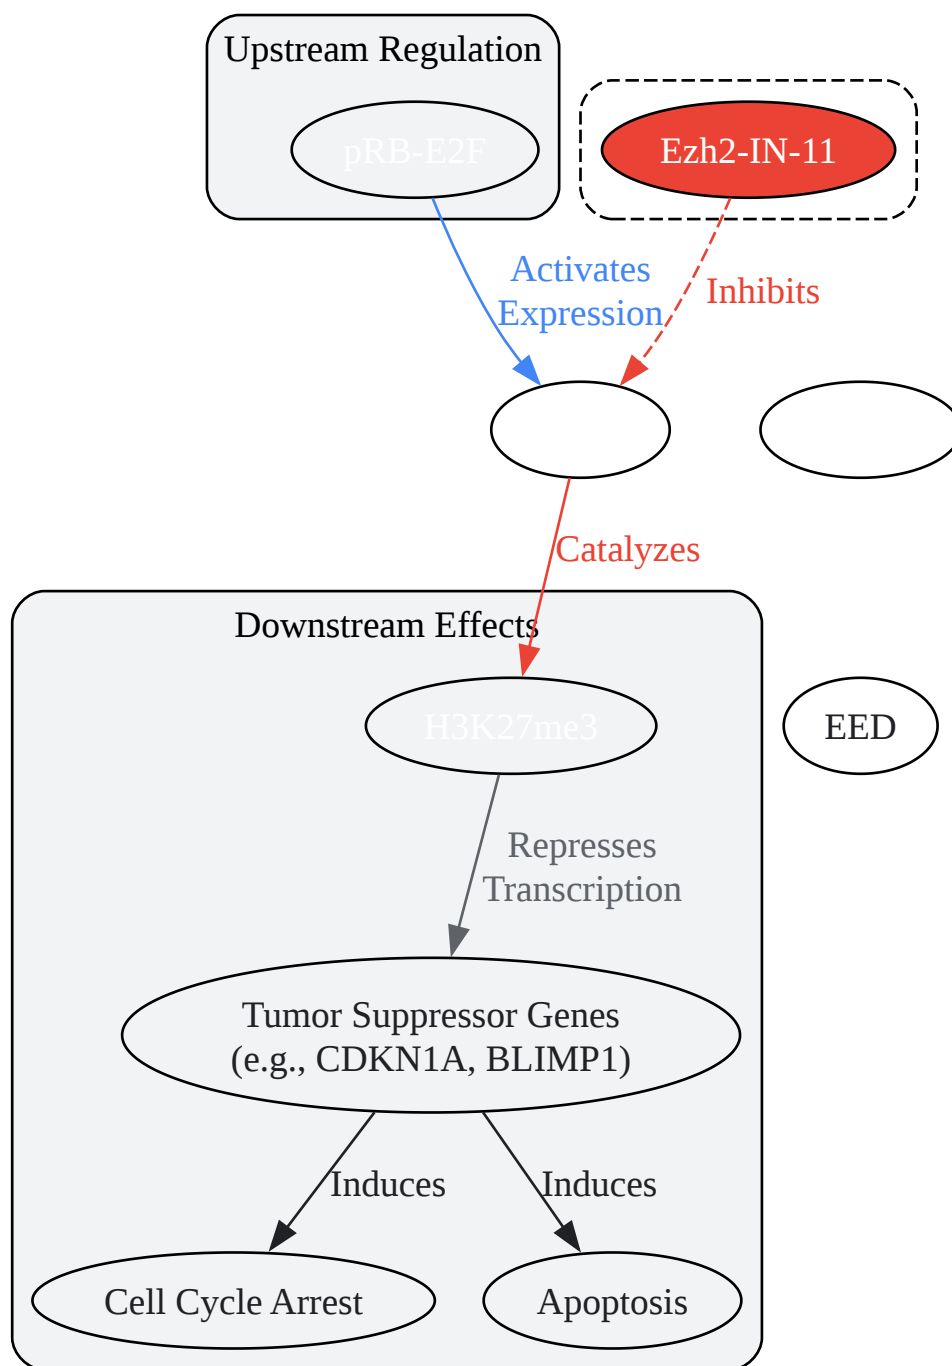 Upstream Regulation
pRB-E2F
Ezh2-IN-11
Activates
Expression
Inhibits
Catalyzes
Downstream Effects
H3K27me3
EED
Represses
Transcription
Tumor Suppressor Genes
(e.g., CDKN1A, BLIMP1)
Induces
Induces
Cell Cycle Arrest
Apoptosis